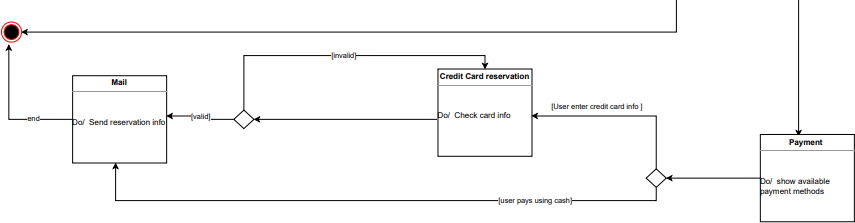 [invalid]
Mail
Credit Card reservation
[User enter credit card info ]
Do/  Send reservation info
[valid]
Do/  Check card info
end
Payment
Do/  show available
payment methods
[user pays using cash]